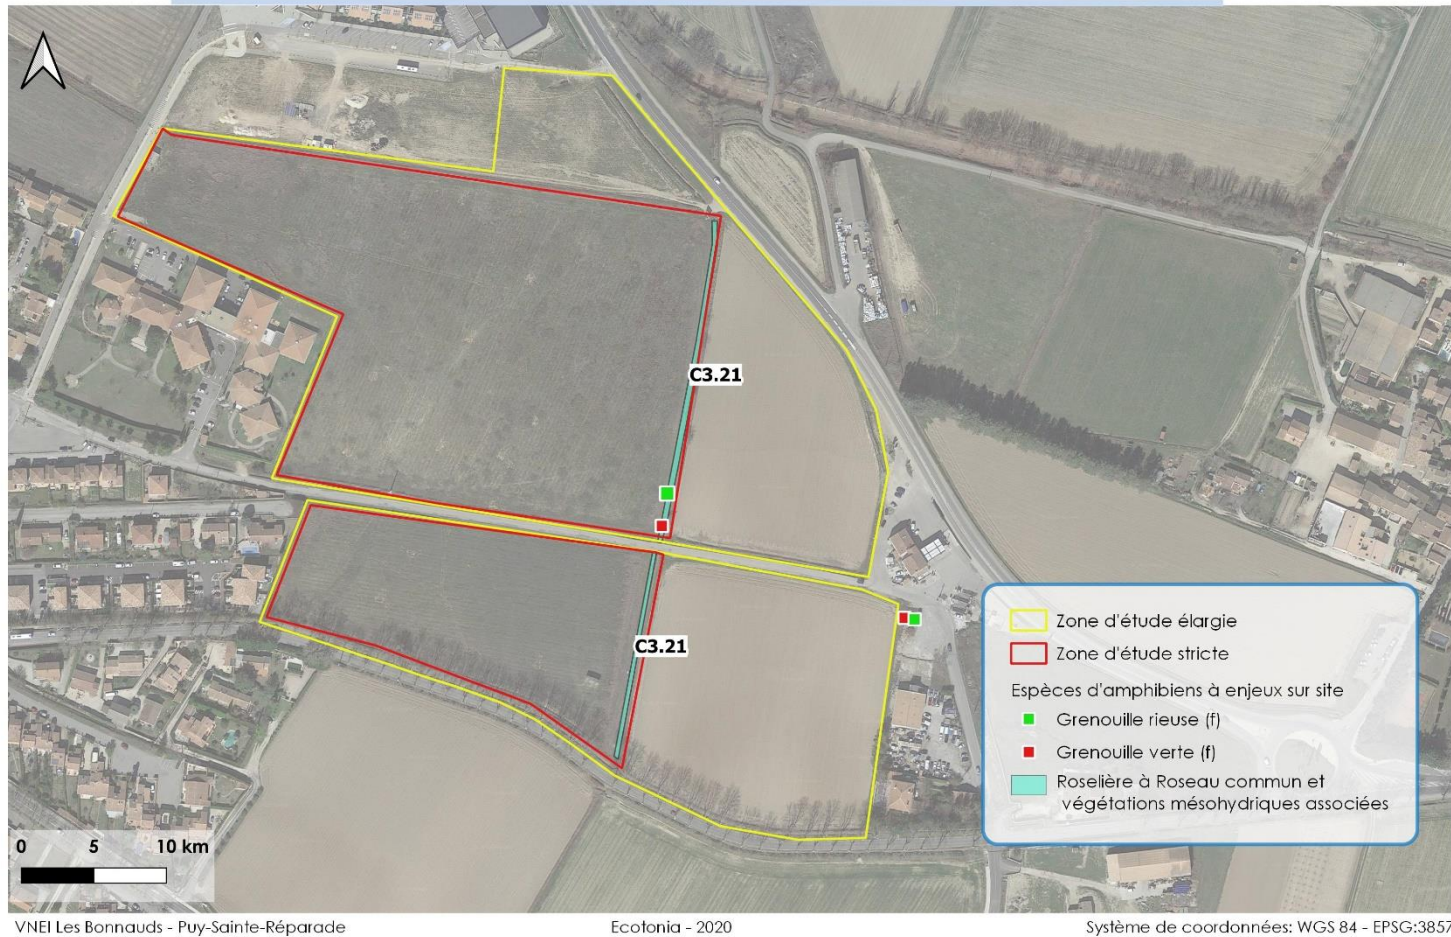 C3.21
C3.21
Zone d'étude élargie
Zone d'étude stricte
Espèces d'amphibiens à enjeux sur site
Grenouille rieuse (f)
Grenouille verte (f)
Roselière à Roseau commun et
végétations mésohydriques associées
0 5 10 km
VNEI Les Bonnauds - Puy-Sainte-Réparade
Ecotonia - 2020
Système de coordonnées: WGS 84 - EPSG:3857